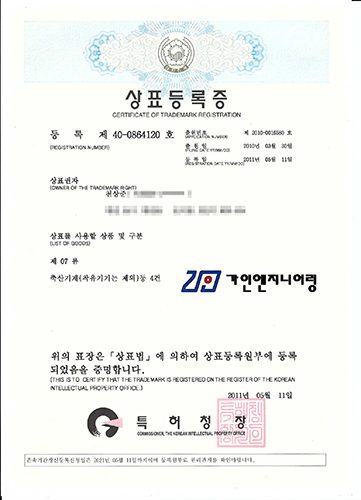 상표등록증
CERTIFICATE OF TRADEMARK REGISTRATION
등 록 제 40-0864120 호
(REGISTRATION NUMBER)
출원번호 제 2010-0016585 호
(APPLICATION NUMBER)
출 원 일 2010년 03월 30일
(FILING DATE:YY/MM/DD)
등 록 일 2011년 05월 11일
(REGISTRATION DATE:YY/MM/DD)
상표권자
(OWNER OF THE TRADEMARK RIGHT)
천상준
상표를 사용할 상품 및 구분
(LIST OF GOODS)
제 07 류
축산기계(착유기기는 제외)등 4건
가인엔지니어링
위의 표장은「상표법」에 의하여 상표등록원부에 등록
되었음을 증명합니다.
(THIS IS TO CERTIFY THAT THE TRADEMARK IS REGISTERED ON THE REGISTER OF THE KOREAN
INTELLECTUAL PROPERTY OFFICE.)
2011년 05월 11일
특허청장
COMMISSIONER, THE KOREAN INTELLECTUAL PROPERTY OFFICE
존속기간갱신등록신청일은 2021년 05월 11일까지이며 등록원부로 권리관계를 확인바랍니다.